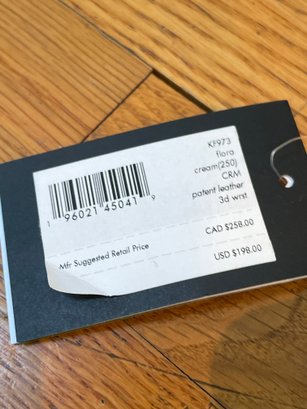 KF973
flora
cream(250)
CRM
patent leather
3d wrst
1 96021 45041 9
CAD $258.00
Mfr Suggested Retail Price
USD $198.00